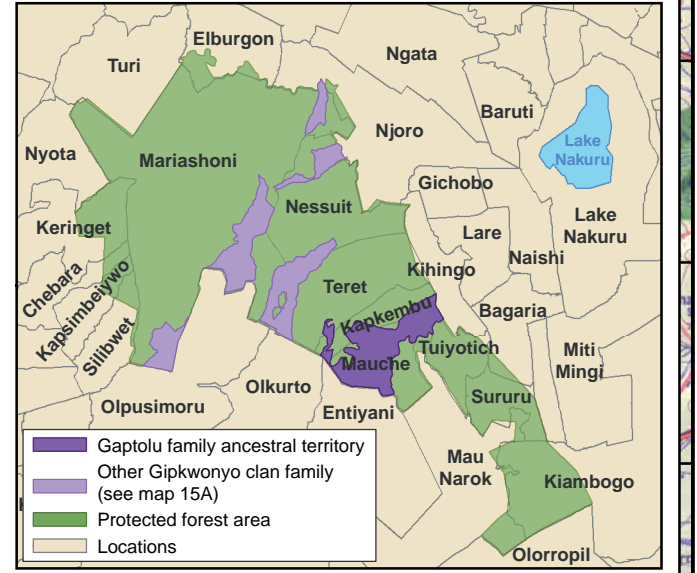 Elburgon
Turi
Ngata
Baruti
Lake
Nakuru
Njoro
Nyota
Mariashoni
Gichobo
Nessuit
Lake
Nakuru
Keringet
Lare
Naishi
Kihingo
Chebara
Kapsimbeiywo
Teret
Bagaria
Kapkembu
Silibwet
Tuiyotich
Miti
Mingi
Mauche
Olkurto
Sururu
Olpusimoru
Entiyani
Mau
Narok
Kiambogo
Olorropil
Gaptolu family ancestral territory
Other Gipkwonyo clan family
(see map 15A)
Protected forest area
Locations